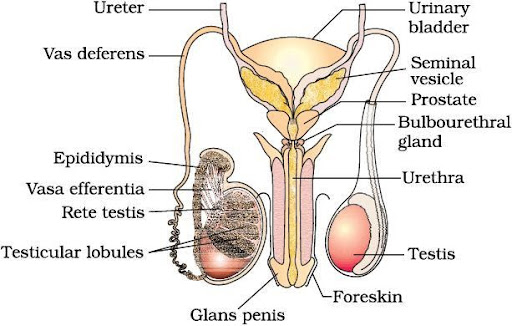 Ureter
Vas deferens
Epididymis
Vasa efferentia
Rete testis
Testicular lobules
Glans penis
Urinary
bladder
Seminal
vesicle
Prostate
Bulbourethral
gland
Urethra
Testis
Foreskin